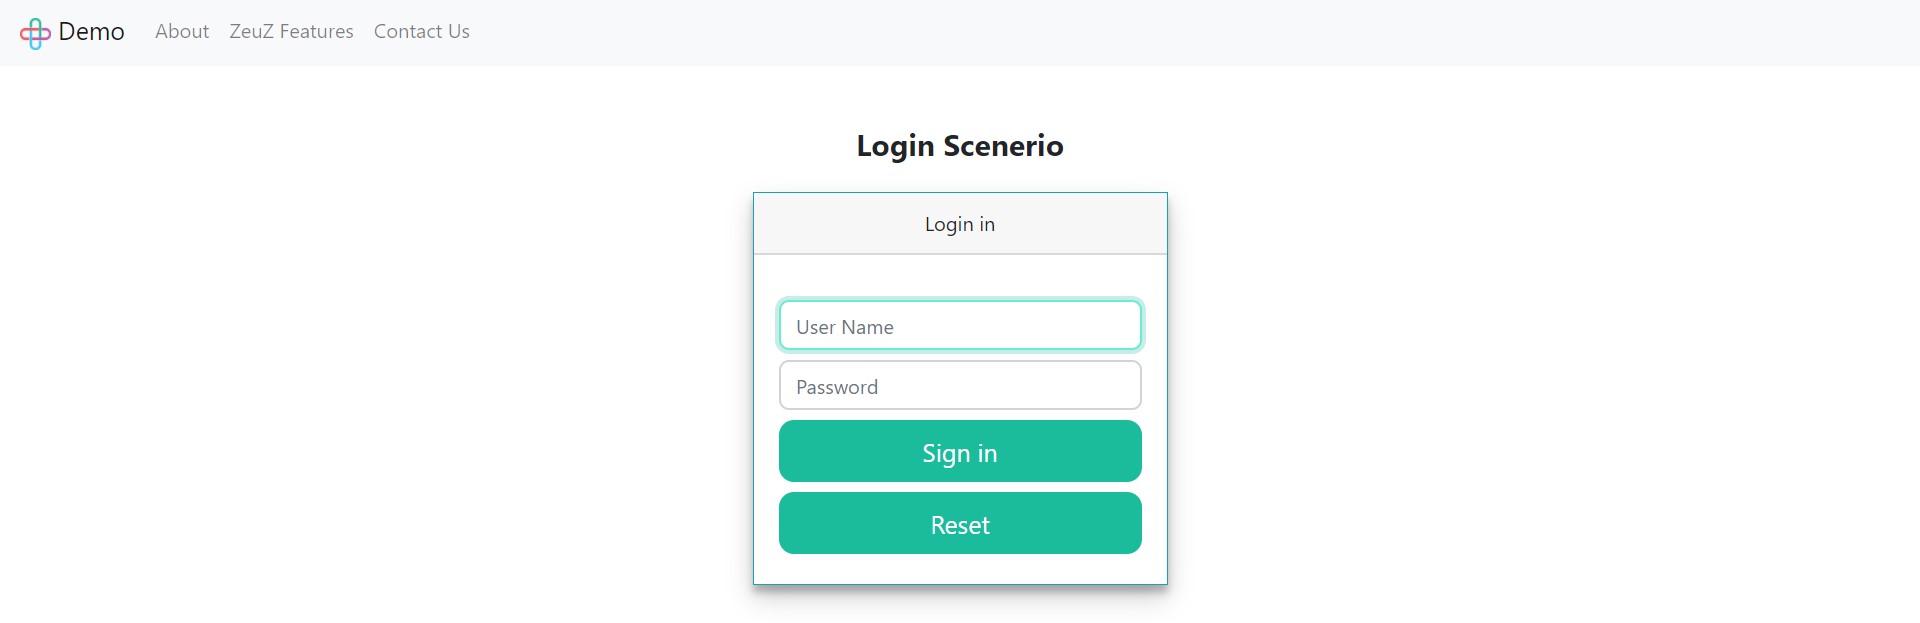 Demo About ZeuZ Features Contact Us
Login Scenerio
Login in
User Name
Password
Sign in
Reset